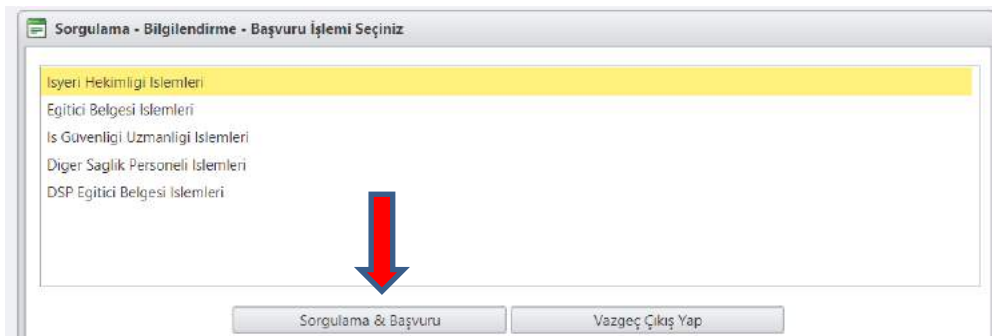 Sorgulama - Bilgilendirme - Başvuru İşlemi Seçiniz
Isyeri Hekimligi Islemleri
Egitici Belgesi Islemleri
Is Güvenligi Uzmanligi Islemleri
Diger Saglik Personeli Islemleri
DSP Egitici Belgesi Islemleri
Sorgulama & Başvuru Vazgeç Çıkış Yap